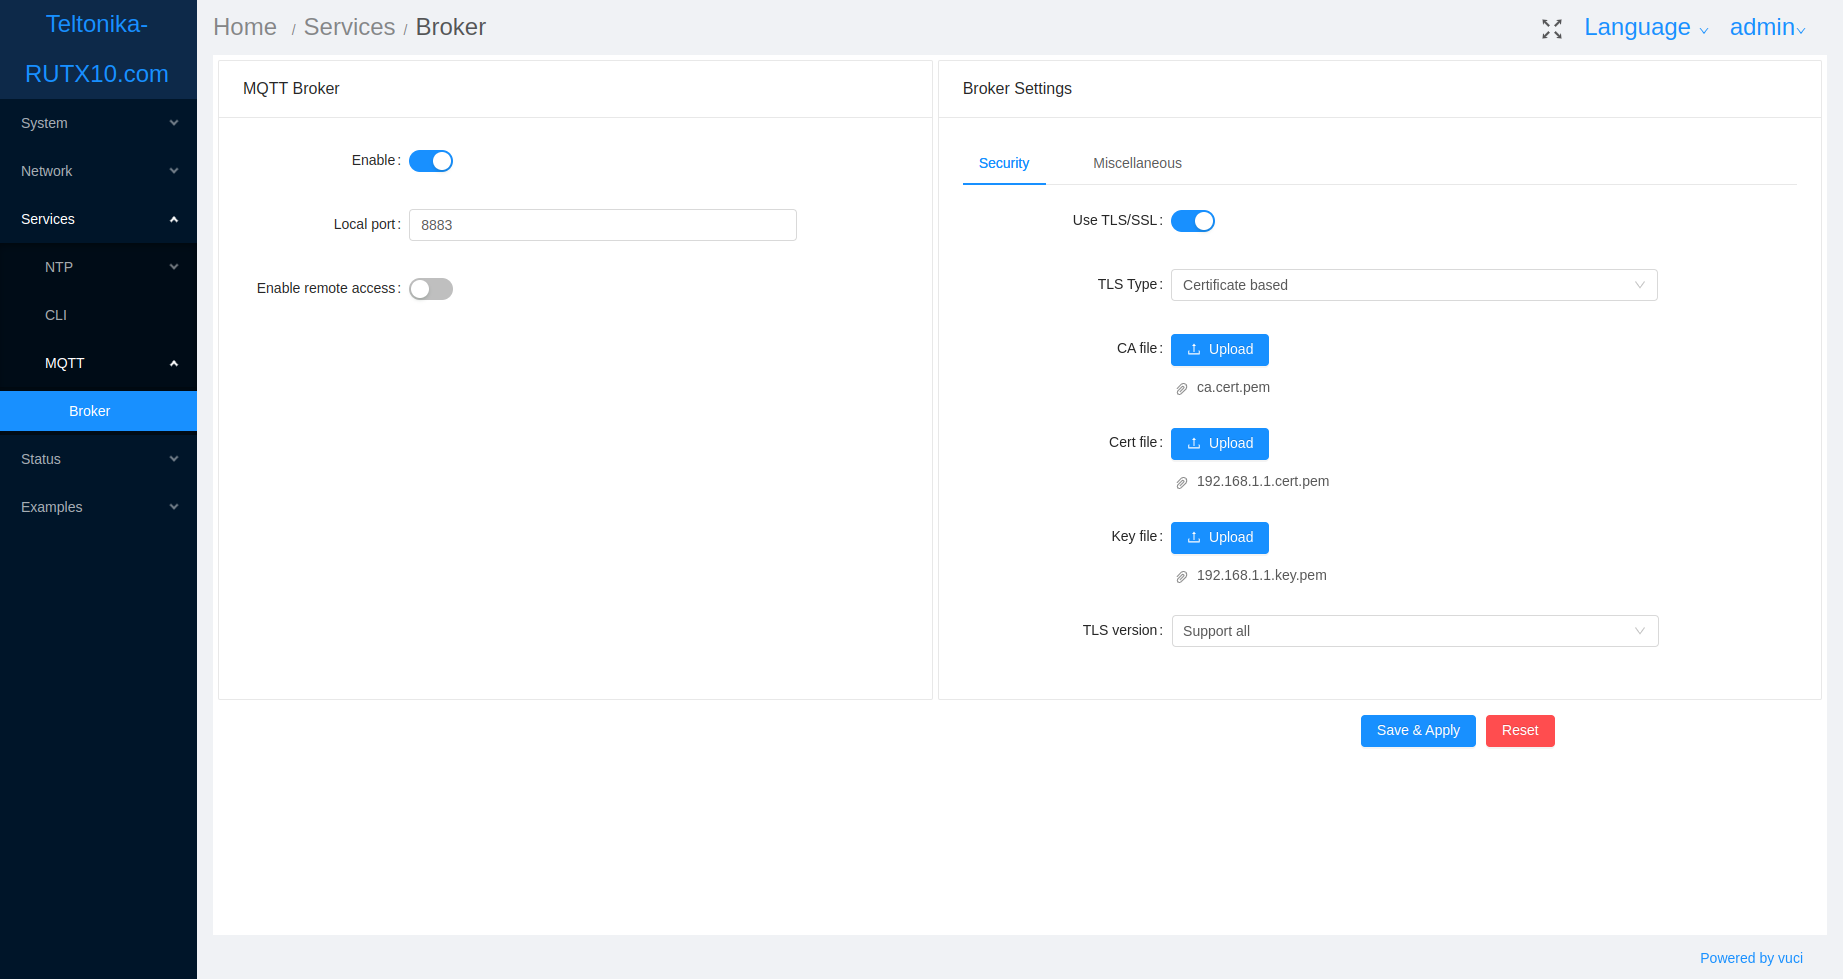 Teltonika-
RUTX10.com
System
Network
Services
NTP
CLI
MQTT
Broker
Status
Examples
Home / Services / Broker
Language
admin
MQTT Broker
Enable:
Local port: 8883
Enable remote access:
Broker Settings
Security Miscellaneous
Use TLS/SSL:
TLS Type: Certificate based
CA file: Upload
ca.cert.pem
Cert file: Upload
192.168.1.1.cert.pem
Key file: Upload
192.168.1.1.key.pem
TLS version: Support all
Save & Apply Reset
Powered by vuci